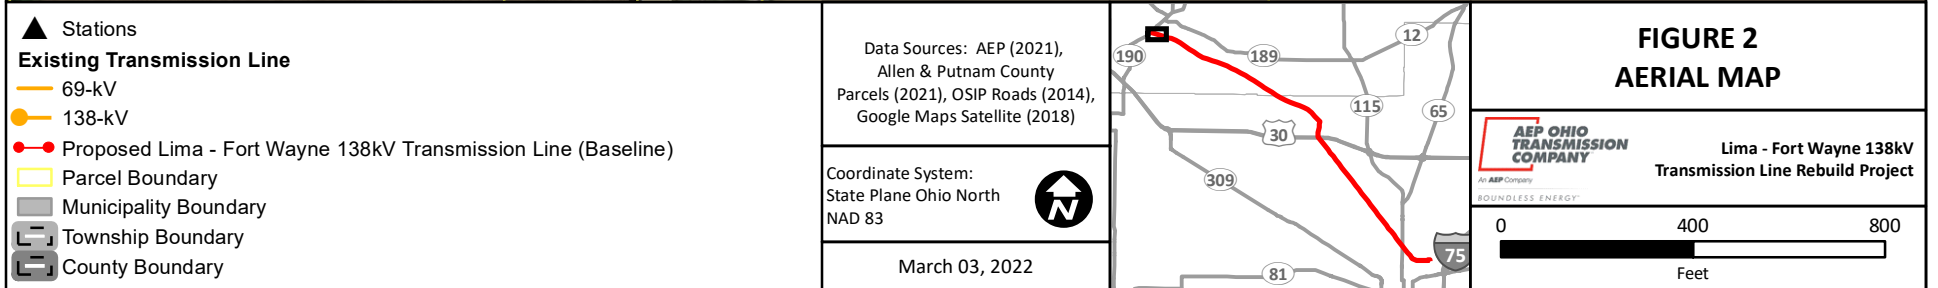 Stations
Existing Transmission Line
69-kV
138-kV
Proposed Lima - Fort Wayne 138kV Transmission Line (Baseline)
Parcel Boundary
Municipality Boundary
Township Boundary
County Boundary
Data Sources: AEP (2021),
Allen & Putnam County
Parcels (2021), OSIP Roads (2014),
Google Maps Satellite (2018)
Coordinate System:
State Plane Ohio North
NAD 83
N
March 03, 2022
12
190
189
115
65
30
309
75
81
FIGURE 2
AERIAL MAP
AEP OHIO
TRANSMISSION
COMPANY
An AEP Company
BOUNDLESS ENERGY
Lima - Fort Wayne 138kV
Transmission Line Rebuild Project
0 400 800
Feet